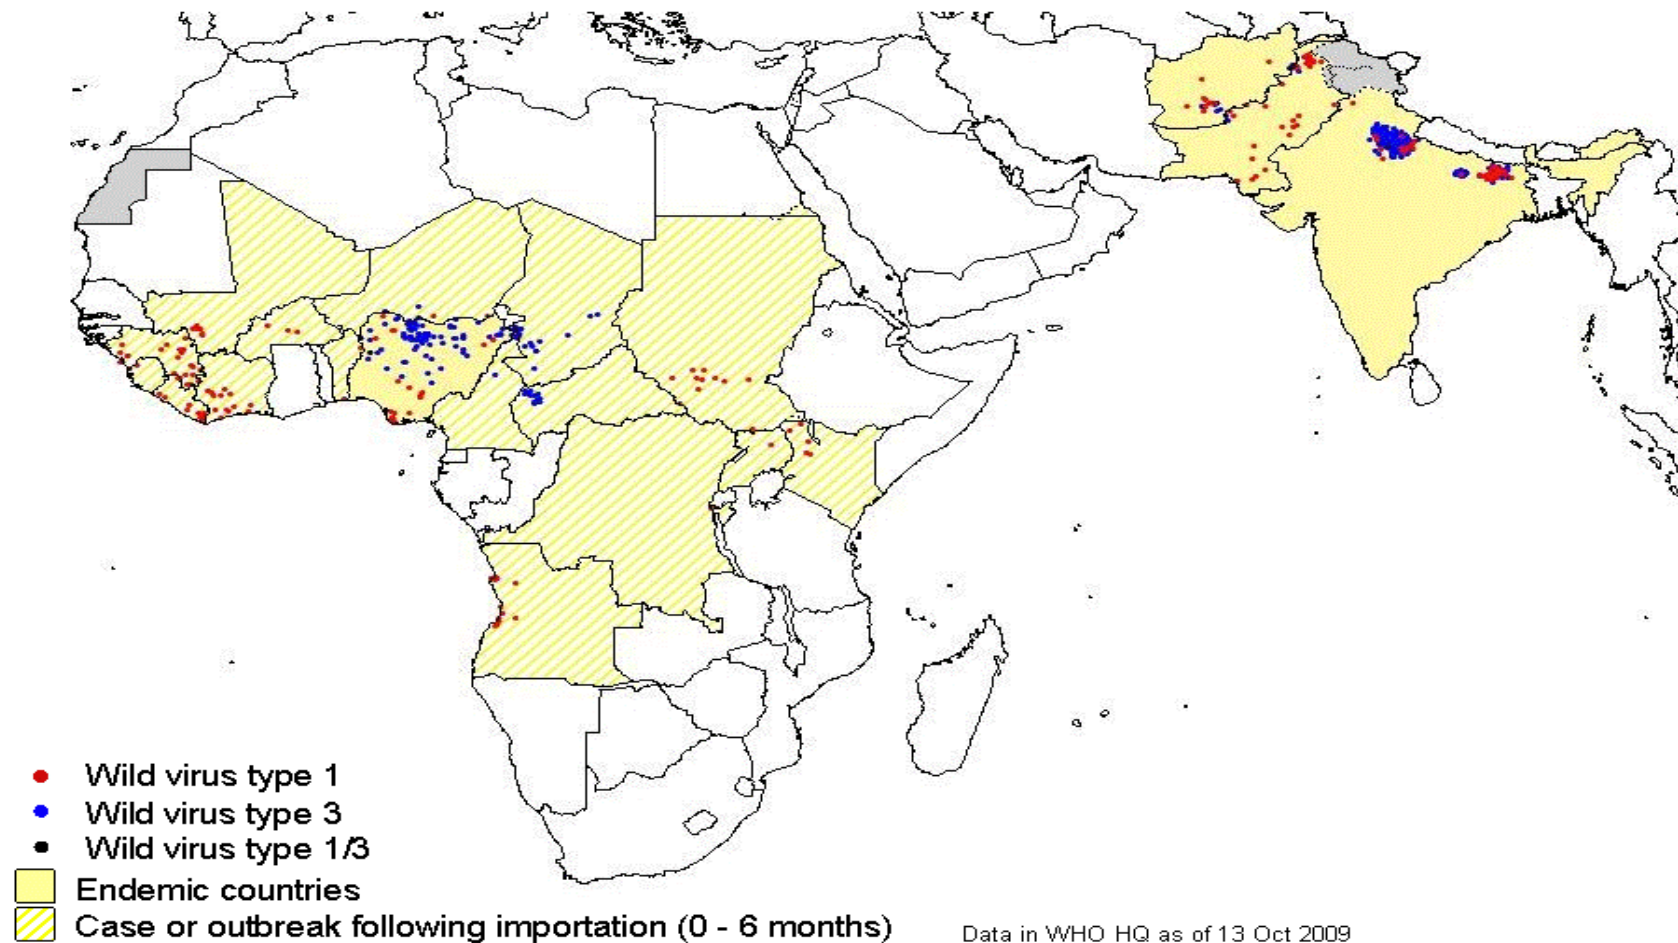 Wild virus type 1
Wild virus type 3
Wild virus type 1/3
Endemic countries
Case or outbreak following importation (0 - 6 months)
Data in WHO HQ as of 13 Oct 2009